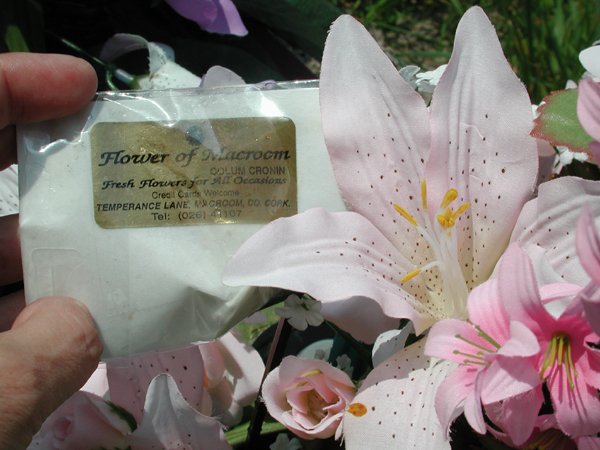 Flower of Macroom
COLUM CRONIN
Fresh Flowers for All Occasions
Credit Cards Welcome
TEMPERANCE LANE, MACROOM, CO. CORK.
Tel: (026)